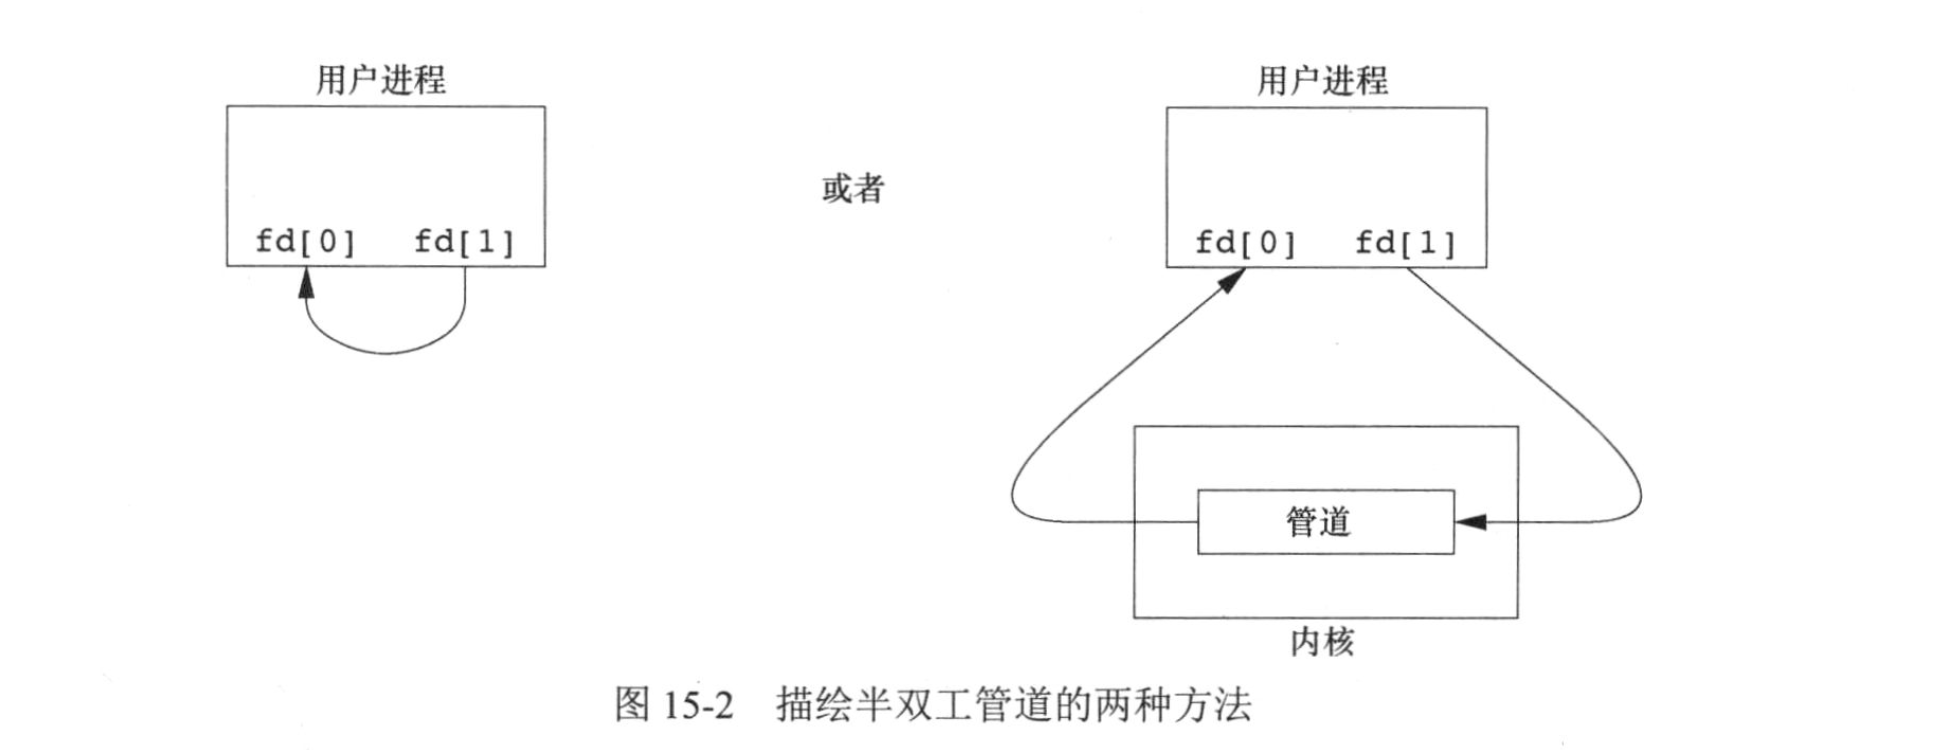 用户进程
fd[0] fd[1]
或者
用户进程
fd[0] fd[1]
管道
内核
图 15-2 描绘半双工管道的两种方法